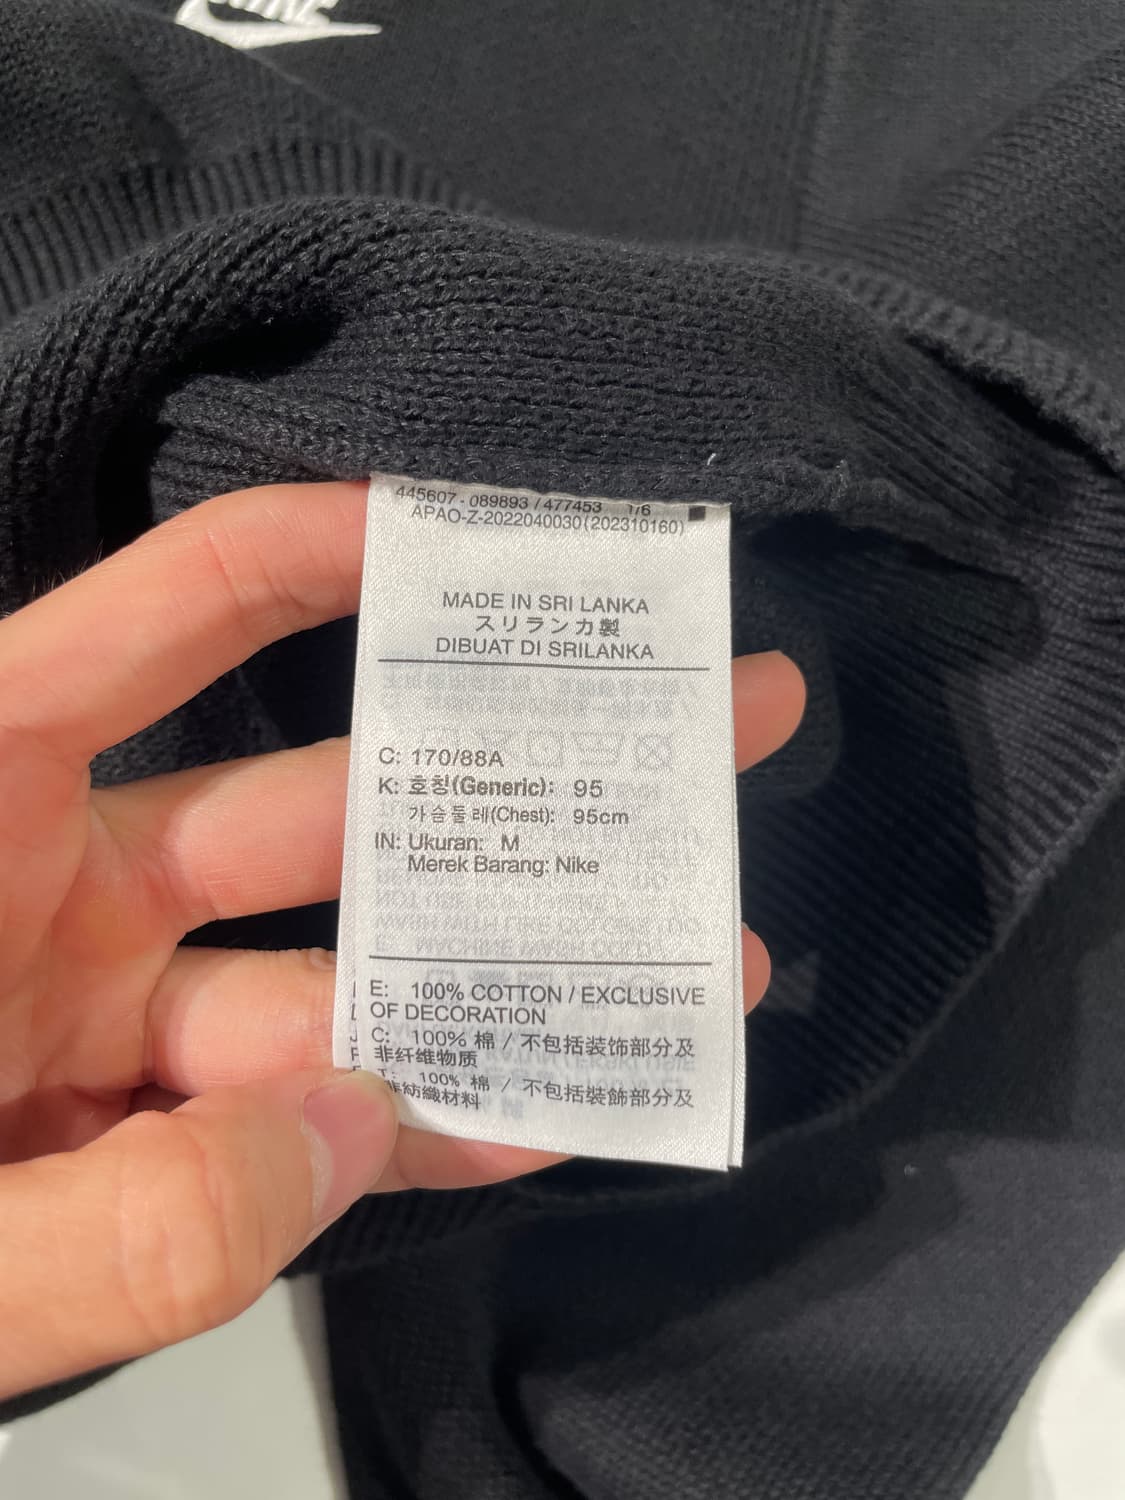 NIKE
445607 - 089893 / 477453 1/6
APAO-Z-2022040030(202310160)
MADE IN SRI LANKA
スリランカ製
DIBUAT DI SRILANKA
C: 170/88A
K: 호칭(Generic): 95
가슴둘레(Chest): 95cm
IN: Ukuran: M
Merek Barang: Nike
E: 100% COTTON / EXCLUSIVE
OF DECORATION
C: 100% 棉 / 不包括装饰部分及
非纤维物质
T: 100% 棉 / 不包括裝飾部分及
非紡織材料